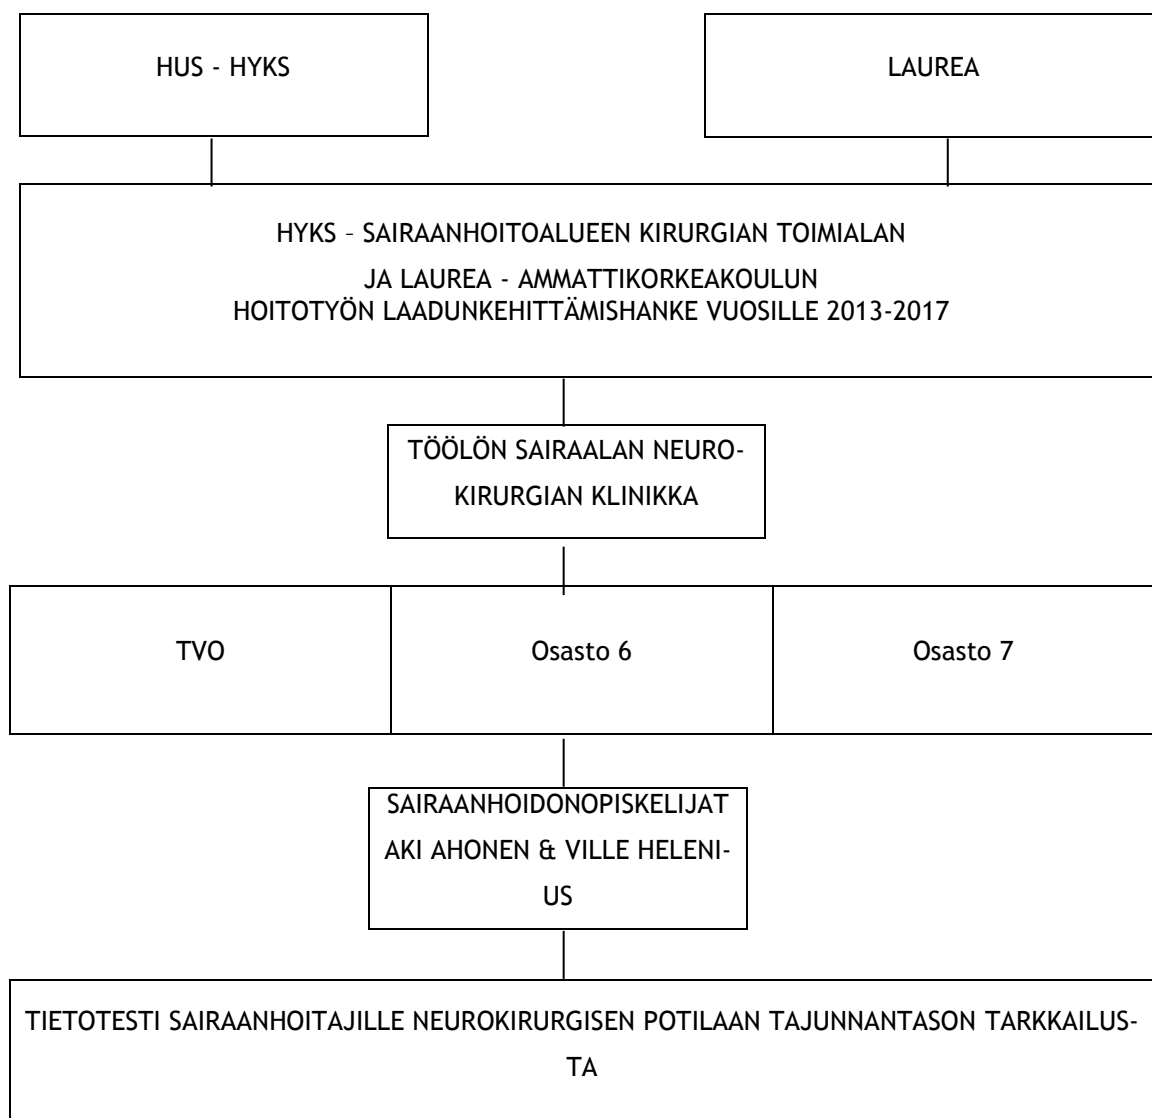 HUS - HYKS
LAUREA
HYKS – SAIRAANHOITOALUEEN KIRURGIAN TOIMIALAN
JA LAUREA - AMMATTIKORKEAKOULUN
HOITOTYÖN LAADUNKEHITTÄMISHANKE VUOSILLE 2013-2017
TÖÖLÖN SAIRAALAN NEURO-
KIRURGIAN KLINIKKA
TVO
Osasto 6
Osasto 7
SAIRAANHOIDONOPISKELIJAT
AKI AHONEN & VILLE HELENI-
US
TIETOTESTI SAIRAANHOITAJILLE NEUROKIRURGISEN POTILAAN TAJUNNANTASON TARKKAILUS-
TA